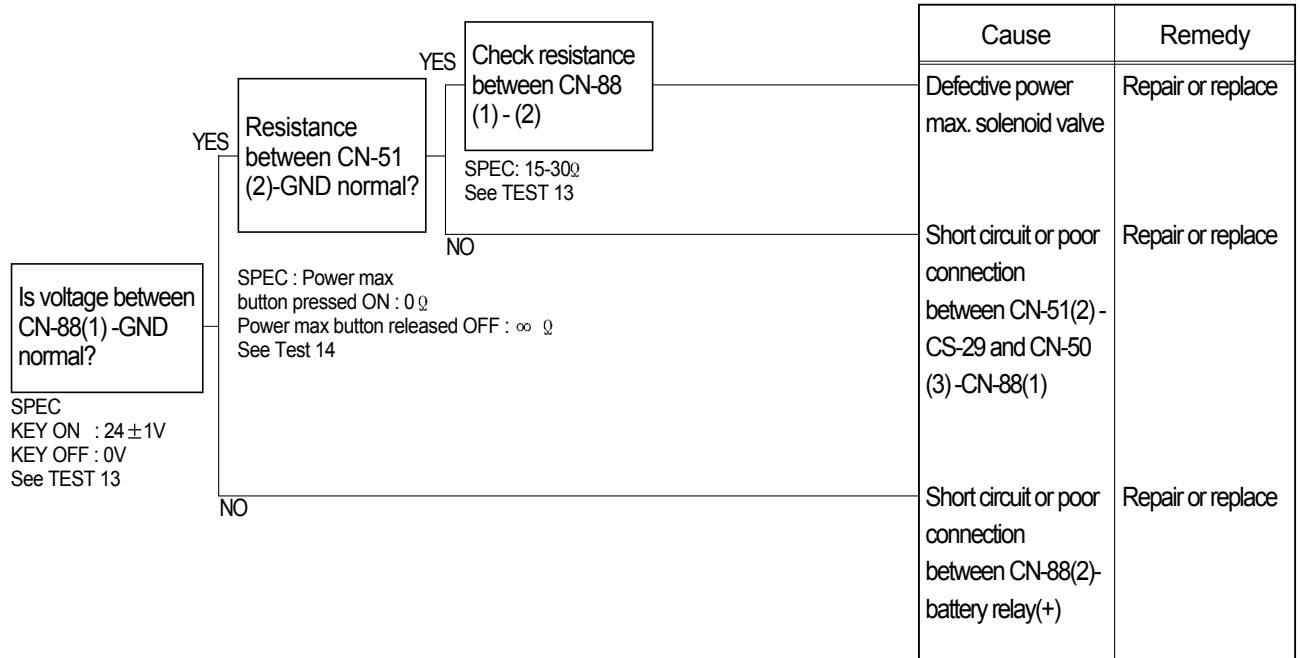 Cause
Remedy
YES
Check resistance
between CN-88
(1) - (2)
Defective power
max. solenoid valve
Repair or replace
YES
Resistance
between CN-51
(2)-GND normal?
SPEC: 15-30Ω
See TEST 13
NO
Short circuit or poor
connection
between CN-51(2) -
CS-29 and CN-50
(3) -CN-88(1)
Repair or replace
SPEC : Power max
button pressed ON : 0 Ω
Power max button released OFF : ∞ Ω
See Test 14
Is voltage between
CN-88(1) -GND
normal?
SPEC
KEY ON : 24 ± 1V
KEY OFF : 0V
See TEST 13
NO
Short circuit or poor
connection
between CN-88(2)-
battery relay(+)
Repair or replace